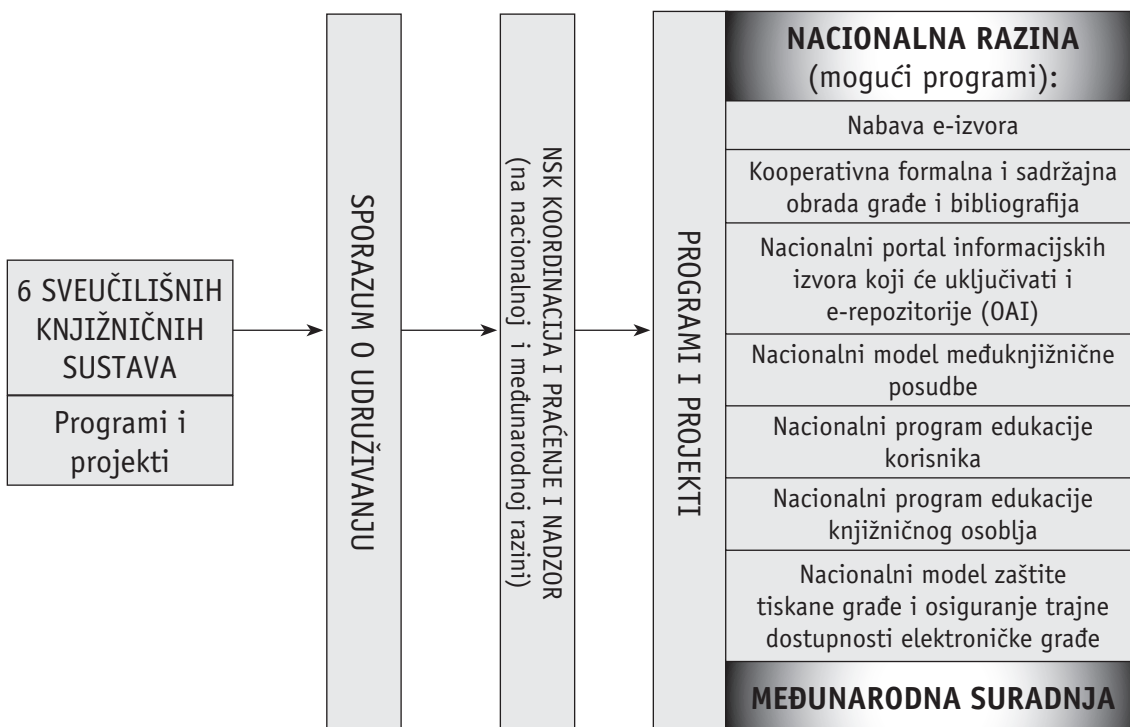 6 SVEUČILIŠNIH
KNJIŽNIČNIH
SUSTAVA
Programi i
projekti
SPORAZUM O UDRUŽIVANJU
NSK KOORDINACIJA I PRAĆENJE I NADZOR
(na nacionalnoj i međunarodnoj razini)
PROGRAMI I PROJEKTI
NACIONALNA RAZINA
(mogući programi):
Nabava e-izvora
Kooperativna formalna i sadržajna
obrada građe i bibliografija
Nacionalni portal informacijskih
izvora koji će uključivati i
e-repozitorije (OAI)
Nacionalni model međuknjižnične
posudbe
Nacionalni program edukacije
korisnika
Nacionalni program edukacije
knjižničnog osoblja
Nacionalni model zaštite
tiskane građe i osiguranje trajne
dostupnosti elektroničke građe
MEĐUNARODNA SURADNJA